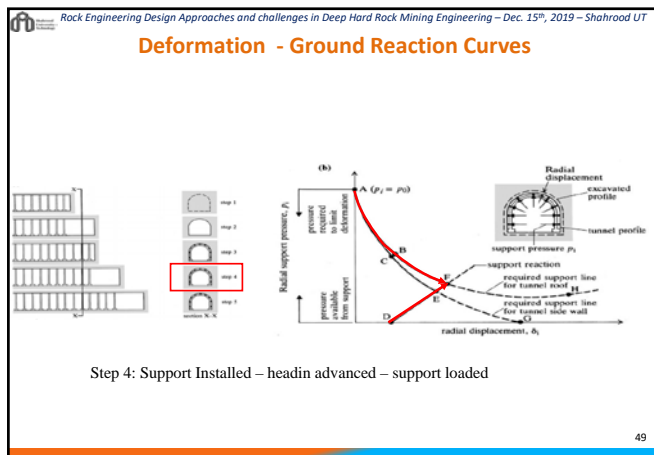 Rock Engineering Design Approaches and challenges in Deep Hard Rock Mining Engineering – Dec. 15th, 2019 – Shahrood UT
Deformation - Ground Reaction Curves
X
step 1
step 2
step 3
step 4
step 5
X
section X-X
(b)
A (pi = p0)
Radial support pressure, pi
pressure required to limit deformation
pressure available from support
B
C
D
E
F
G
H
support reaction
required support line for tunnel roof
required support line for tunnel side wall
radial displacement, δi
Radial displacement
excavated profile
tunnel profile
support pressure pi
Step 4: Support Installed – headin advanced – support loaded
49